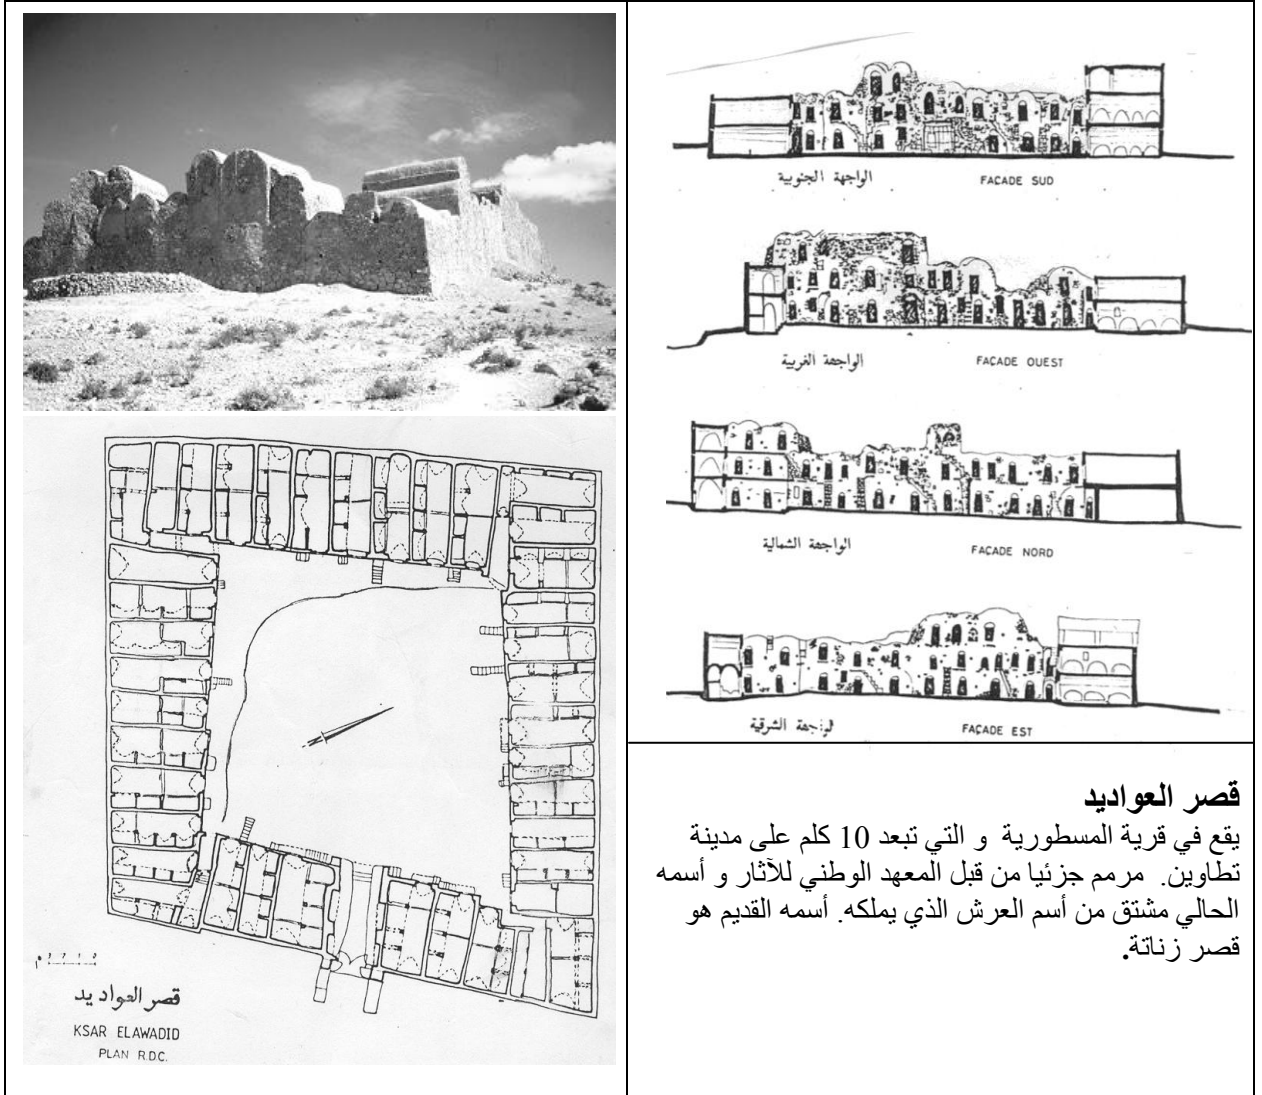 الواجهة الجنوبية FAÇADE SUD
الواجهة الغربية FAÇADE OUEST
الواجهة الشمالية FAÇADE NORD
الواجهة الشرقية FAÇADE EST
قصر العواديد
KSAR ELAWADID
PLAN R.D.C.
قصر العواديد
يقع في قرية المسطورية و التي تبعد 10 كلم على مدينة
تطاوين. مرمم جزئيا من قبل المعهد الوطني للآثار و أسمه
الحالي مشتق من أسم العرش الذي يملكه. أسمه القديم هو
قصر زناتة.